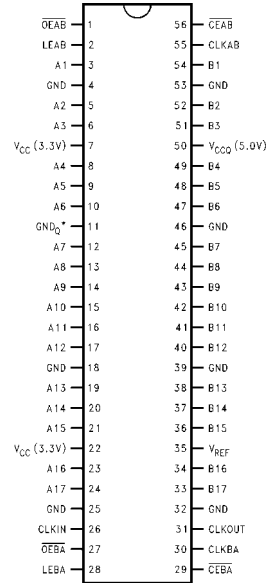 O̅E̅A̅B̅ 1 56 C̅E̅A̅B̅
LEAB 2 55 CLKAB
A1 3 54 B1
GND 4 53 GND
A2 5 52 B2
A3 6 51 B3
VCC (3.3V) 7 50 VCCQ (5.0V)
A4 8 49 B4
A5 9 48 B5
A6 10 47 B6
GNDQ* 11 46 GND
A7 12 45 B7
A8 13 44 B8
A9 14 43 B9
A10 15 42 B10
A11 16 41 B11
A12 17 40 B12
GND 18 39 GND
A13 19 38 B13
A14 20 37 B14
A15 21 36 B15
VCC (3.3V) 22 35 VREF
A16 23 34 B16
A17 24 33 B17
GND 25 32 GND
CLKIN 26 31 CLKOUT
O̅E̅B̅A̅ 27 30 CLKBA
LEBA 28 29 C̅E̅B̅A̅